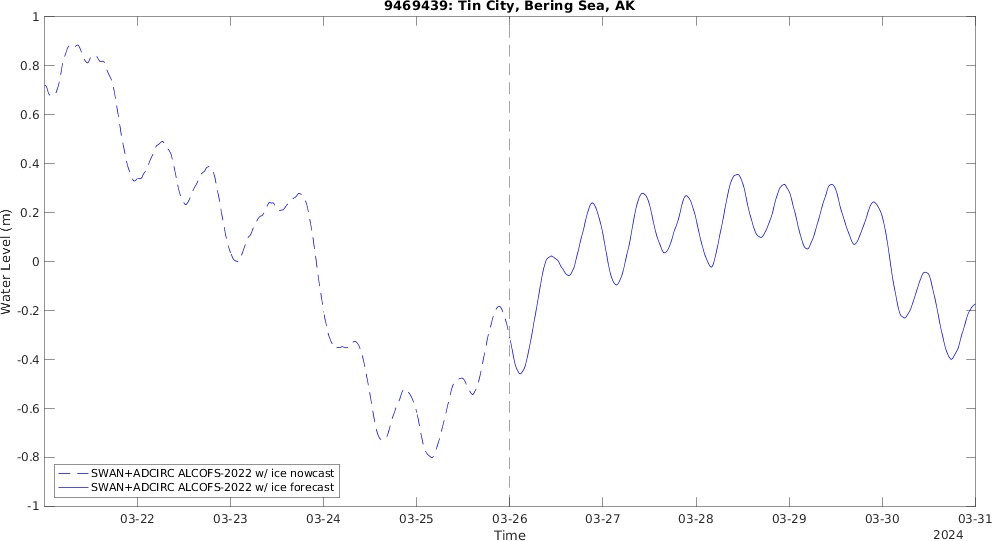 9469439: Tin City, Bering Sea, AK
1
0.8
0.6
0.4
0.2
0
-0.2
-0.4
-0.6
-0.8
-1
Water Level (m)
SWAN+ADCIRC ALCOFS-2022 w/ ice nowcast
SWAN+ADCIRC ALCOFS-2022 w/ ice forecast
03-22 03-23 03-24 03-25 03-26 03-27 03-28 03-29 03-30 03-31
Time
2024